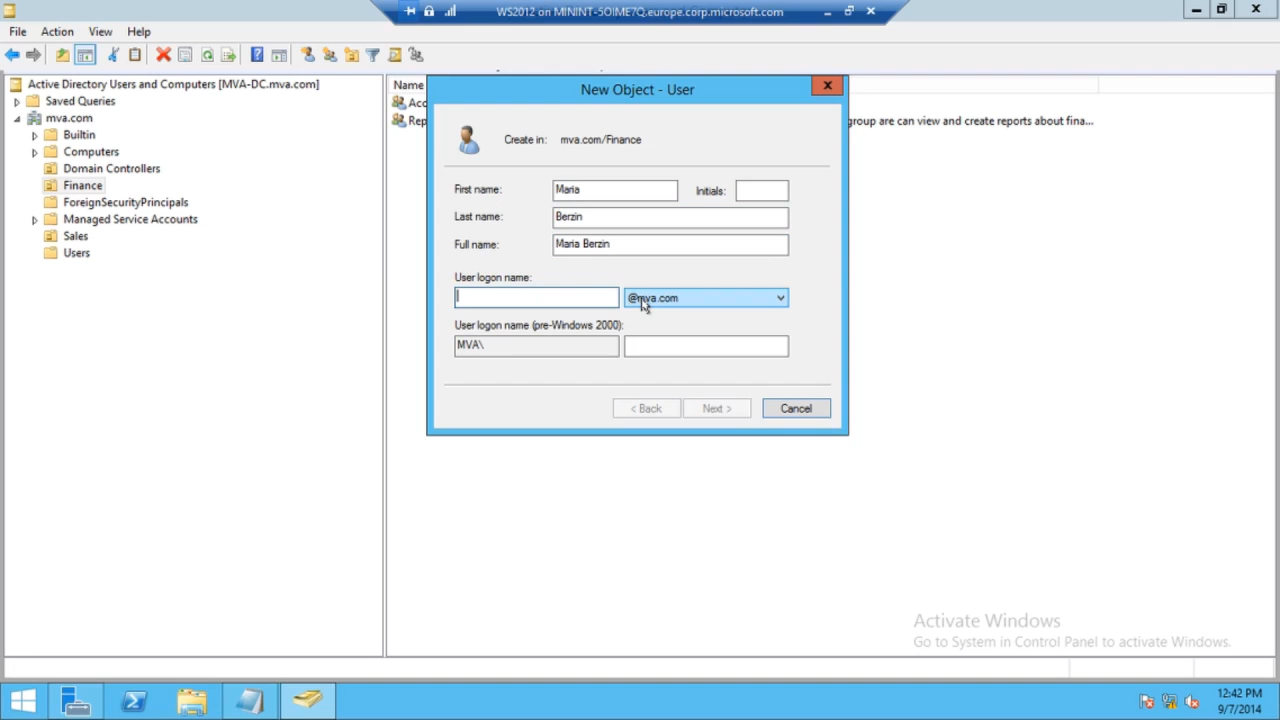 WS2012 on MININT-5OIME7Q.europe.corp.microsoft.com
File Action View Help
Active Directory Users and Computers [MVA-DC.mva.com]
Saved Queries
mva.com
Builtin
Computers
Domain Controllers
Finance
ForeignSecurityPrincipals
Managed Service Accounts
Sales
Users
Name
Acc
Rep
group are can view and create reports about fina...
New Object - User
Create in: mva.com/Finance
First name: Maria Initials:
Last name: Berzin
Full name: Maria Berzin
User logon name:
@mva.com
User logon name (pre-Windows 2000):
MVA\
< Back Next > Cancel
Activate Windows
Go to System in Control Panel to activate Windows.
12:42 PM
9/7/2014